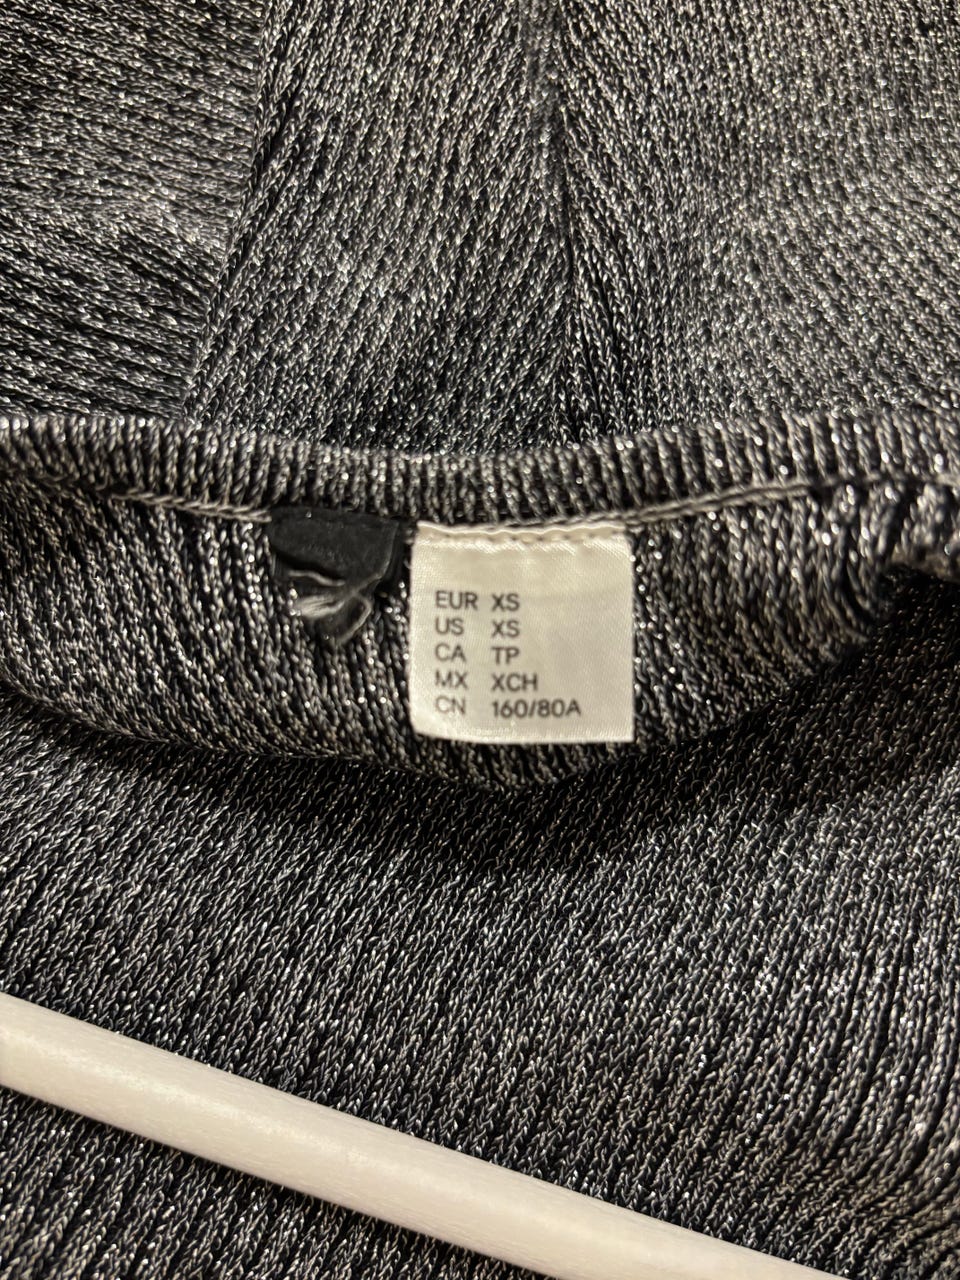 EUR XS
US XS
CA TP
MX XCH
CN 160/80A